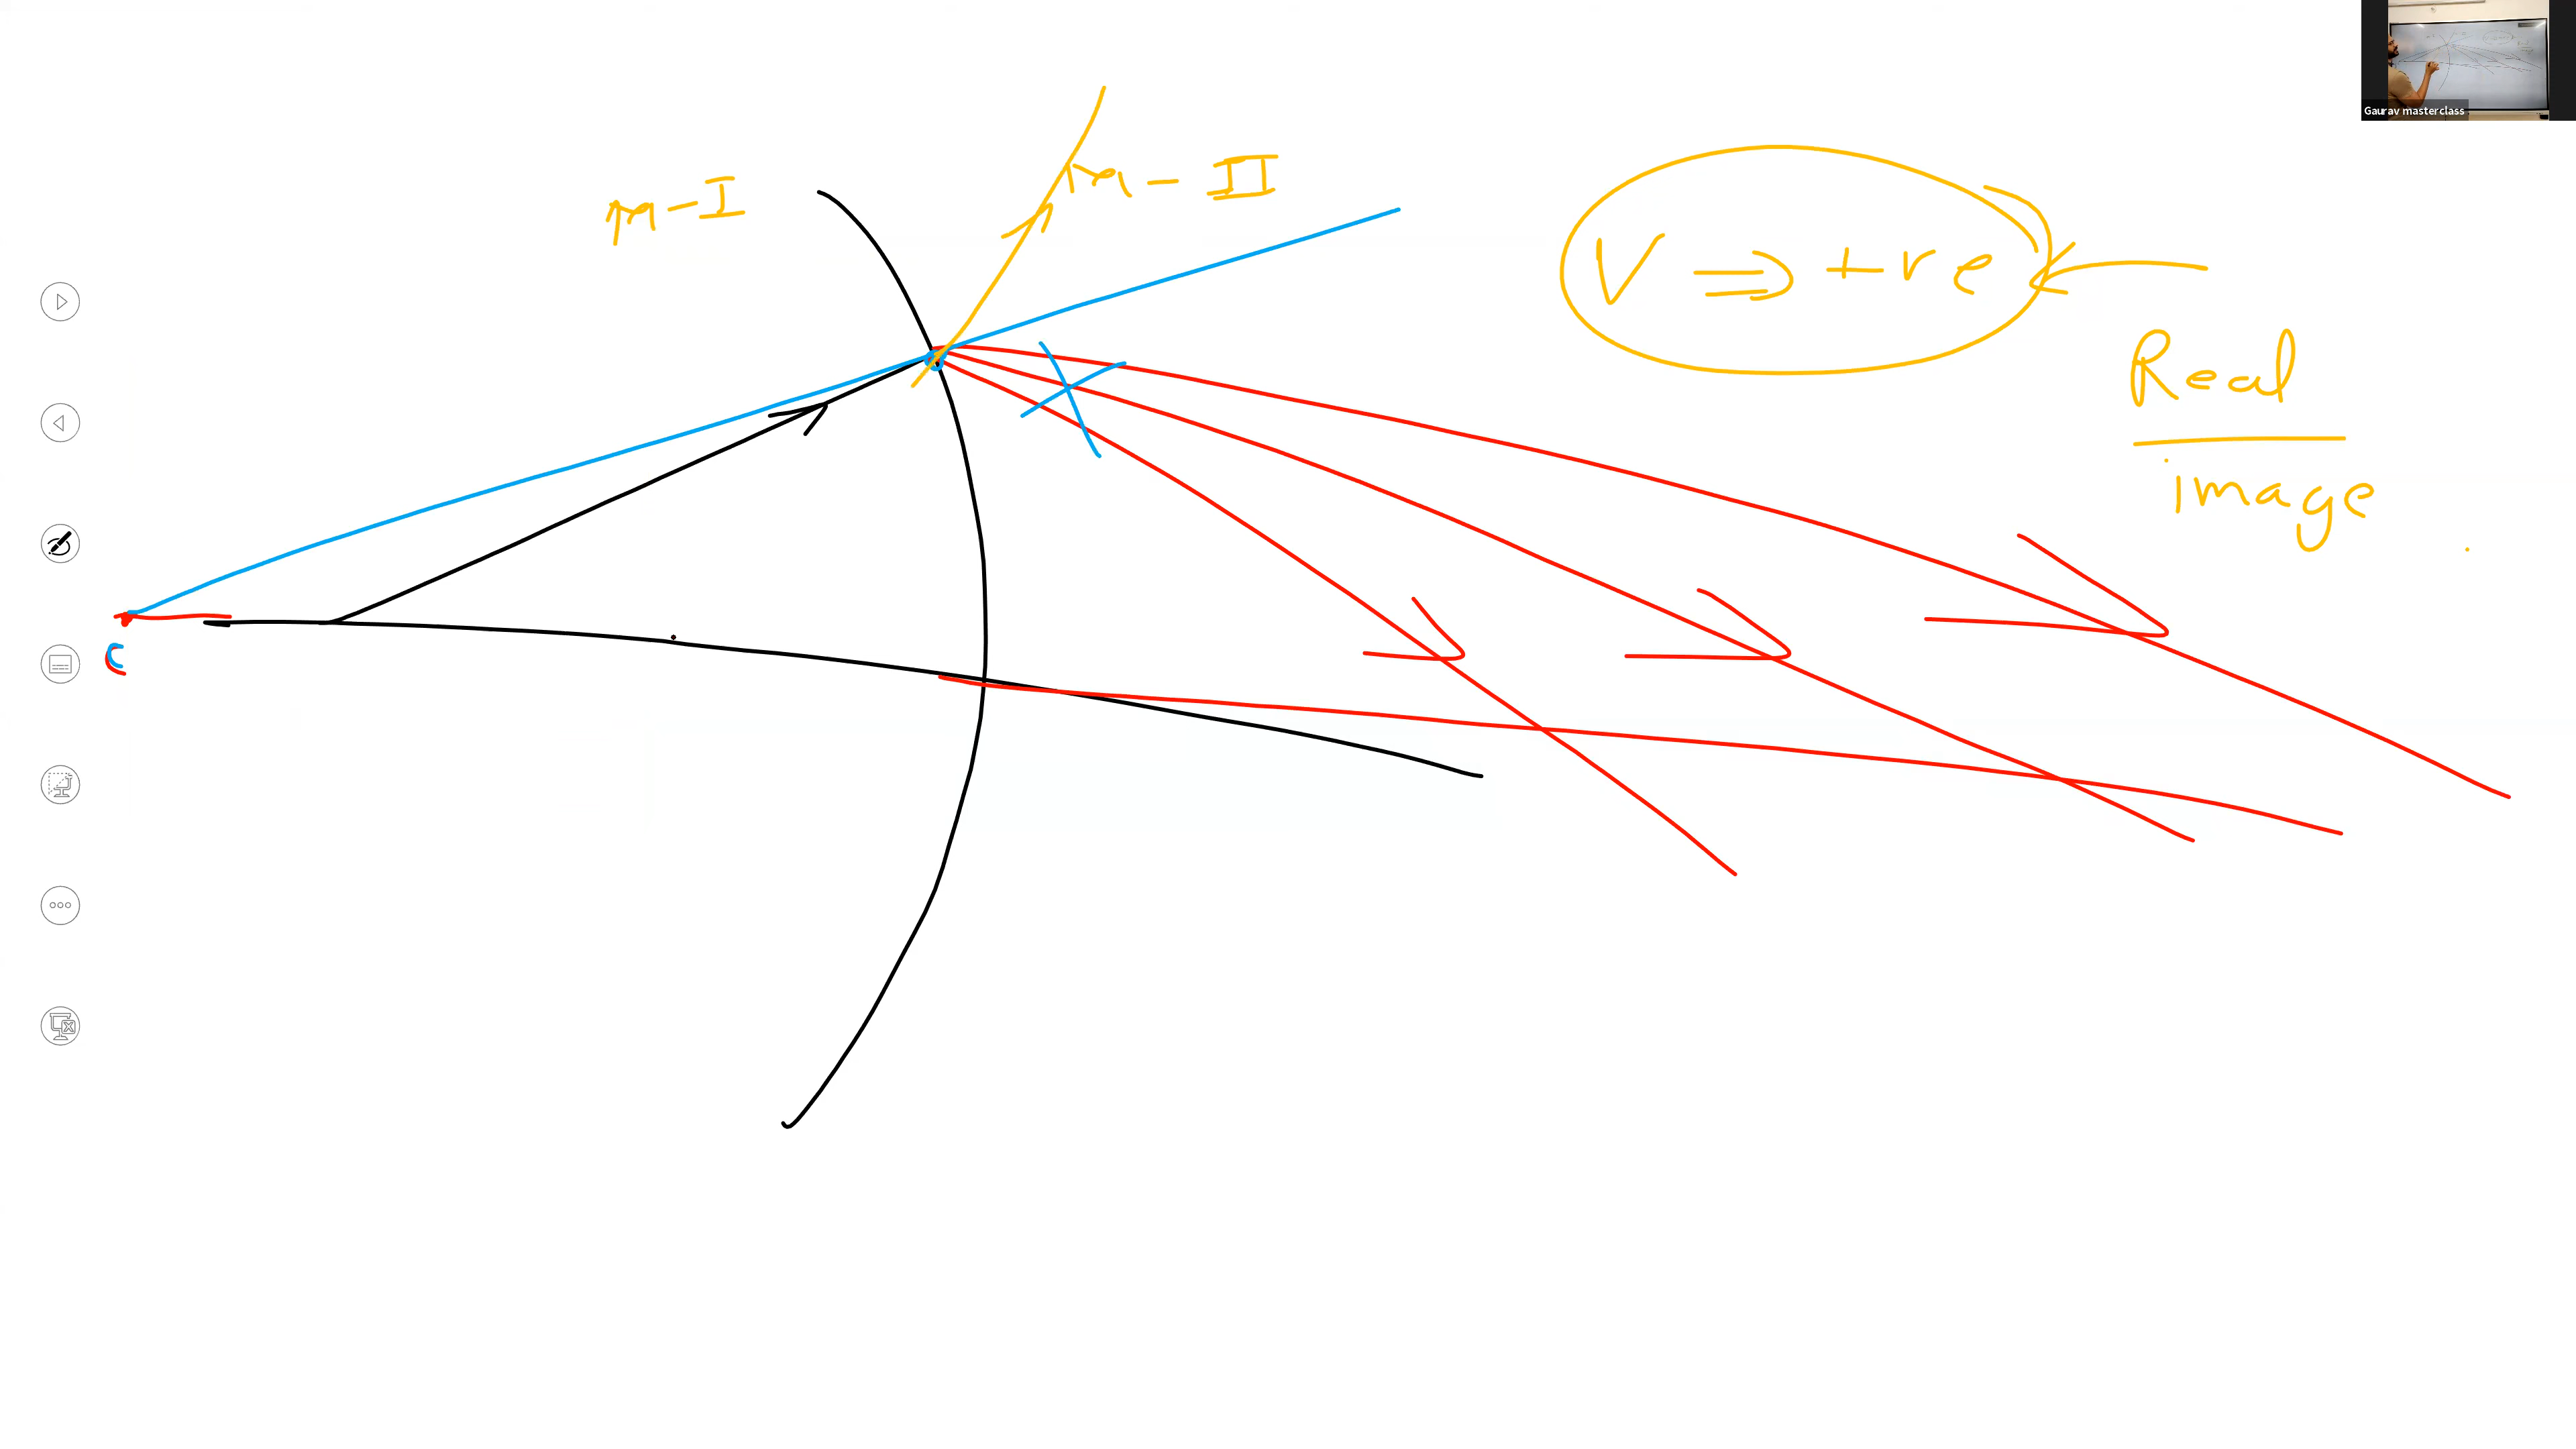 m - I
m - II
V ⇒ +ve
Real
image
C
Gaurav masterclass